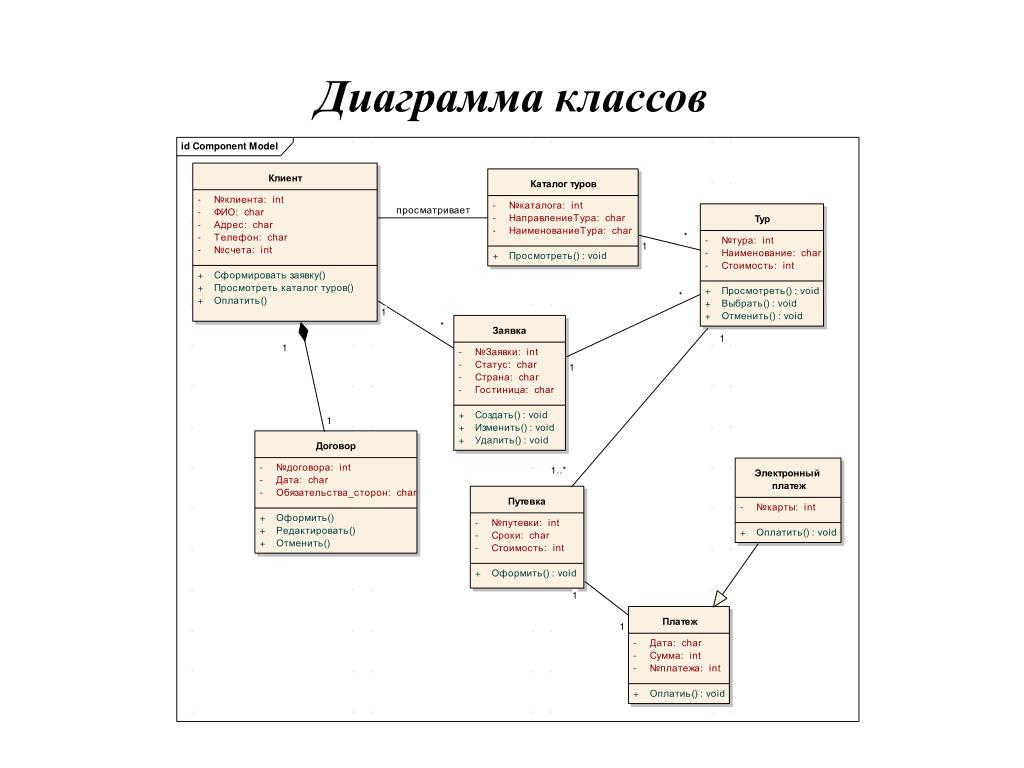 Диаграмма классов
id Component Model
Клиент
- №клиента: int
- ФИО: char
- Адрес: char
- Телефон: char
- №счета: int
+ Сформировать заявку()
+ Просмотреть каталог туров()
+ Оплатить()
просматривает
Каталог туров
- №каталога: int
- НаправлениеТура: char
- НаименованиеТура: char
+ Просмотреть() : void
1
*
Тур
- №тура: int
- Наименование: char
- Стоимость: int
+ Просмотреть() : void
+ Выбрать() : void
+ Отменить() : void
1
*
Заявка
- №Заявки: int
- Статус: char
- Страна: char
- Гостиница: char
+ Создать() : void
+ Изменить() : void
+ Удалить() : void
*
1
1
1
Договор
- №договора: int
- Дата: char
- Обязательства_сторон: char
+ Оформить()
+ Редактировать()
+ Отменить()
1
1..*
Путевка
- №путевки: int
- Сроки: char
- Стоимость: int
+ Оформить() : void
1
1
Электронный
платеж
- №карты: int
+ Оплатить() : void
Платеж
- Дата: char
- Сумма: int
- №платежа: int
+ Оплатиь() : void